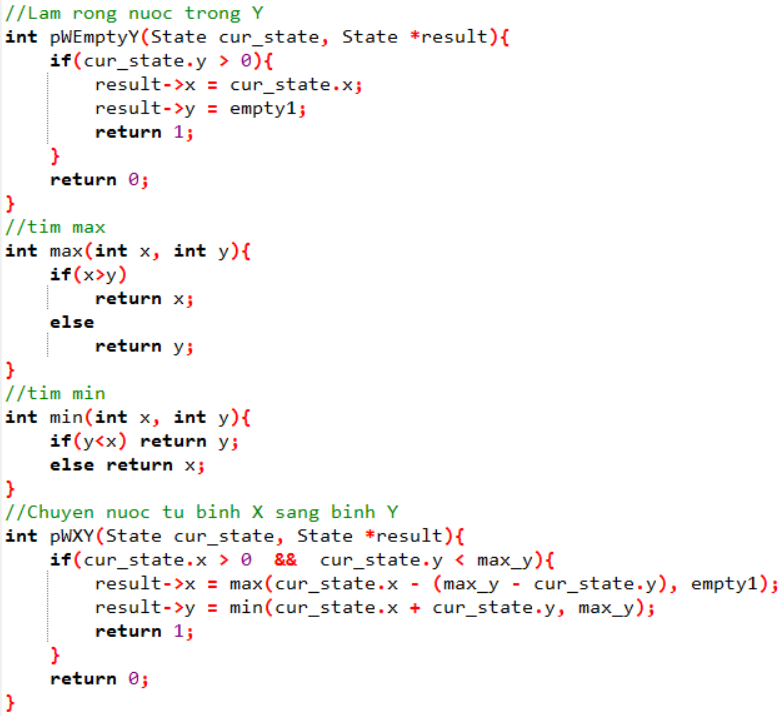 //Lam rong nuoc trong Y
int pWEmptyY(State cur_state, State *result){
    if(cur_state.y > 0){
        result->x = cur_state.x;
        result->y = empty1;
        return 1;
    }
    return 0;
}
//tim max
int max(int x, int y){
    if(x>y)
        return x;
    else
        return y;
}
//tim min
int min(int x, int y){
    if(y<x) return y;
    else return x;
}
//Chuyen nuoc tu binh X sang binh Y
int pWXY(State cur_state, State *result){
    if(cur_state.x > 0  &&  cur_state.y < max_y){
        result->x = max(cur_state.x - (max_y - cur_state.y), empty1);
        result->y = min(cur_state.x + cur_state.y, max_y);
        return 1;
    }
    return 0;
}